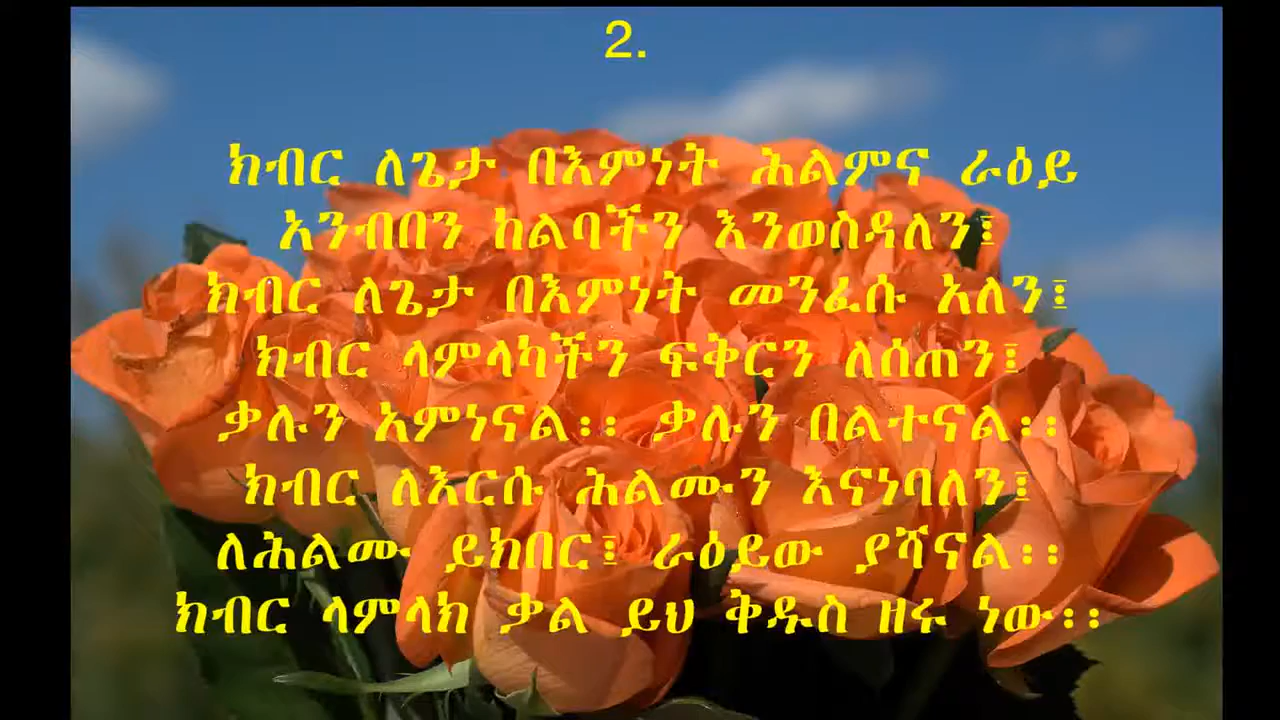 2.
ክብር ለጌታ በእምነት ሕልምና ራዕይ
አንብበን ከልባችን እንወስዳለን፤
ክብር ለጌታ በእምነት መንፈሱ አለን፤
ክብር ላምላካችን ፍቅርን ለሰጠን፤
ቃሉን አምነናል፡፡ ቃሉን በልተናል፡፡
ክብር ለእርሱ ሕልሙን እናነባለን፤
ለሕልሙ ይክበር፤ ራዕይው ያሻናል፡፡
ክብር ላምላክ ቃል ይህ ቅዱስ ዘሩ ነው፡፡